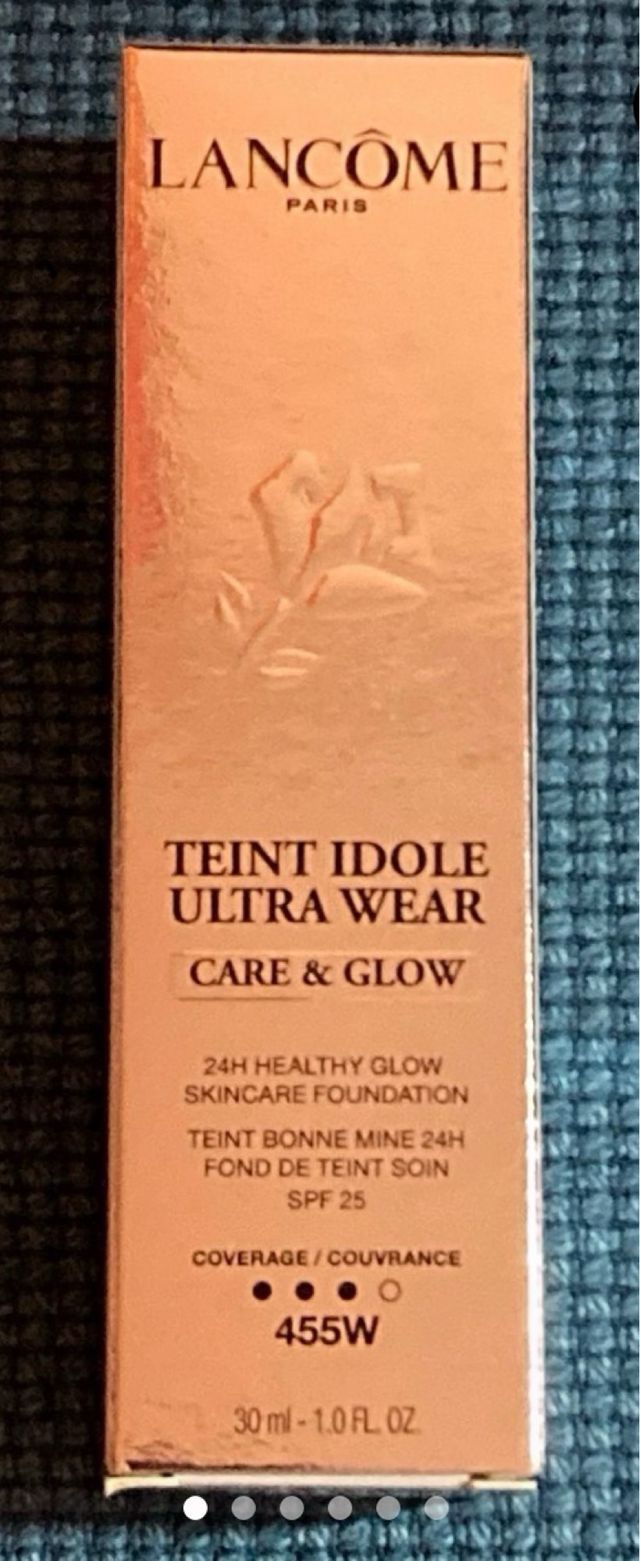 LANCÔME
PARIS
TEINT IDOLE
ULTRA WEAR
CARE & GLOW
24H HEALTHY GLOW
SKINCARE FOUNDATION
TEINT BONNE MINE 24H
FOND DE TEINT SOIN
SPF 25
COVERAGE / COUVRANCE
455W
30 ml - 1.0 FL. OZ.